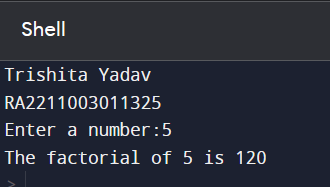 Shell
Trishita Yadav
RA2211003011325
Enter a number:5
The factorial of 5 is 120
>